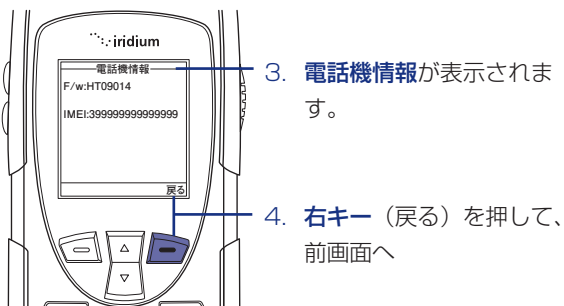 iridium
電話機情報
F/w:HT09014
IMEI:399999999999999
戻る
3. 電話機情報が表示されま
す。
4. 右キー（戻る）を押して、
前画面へ